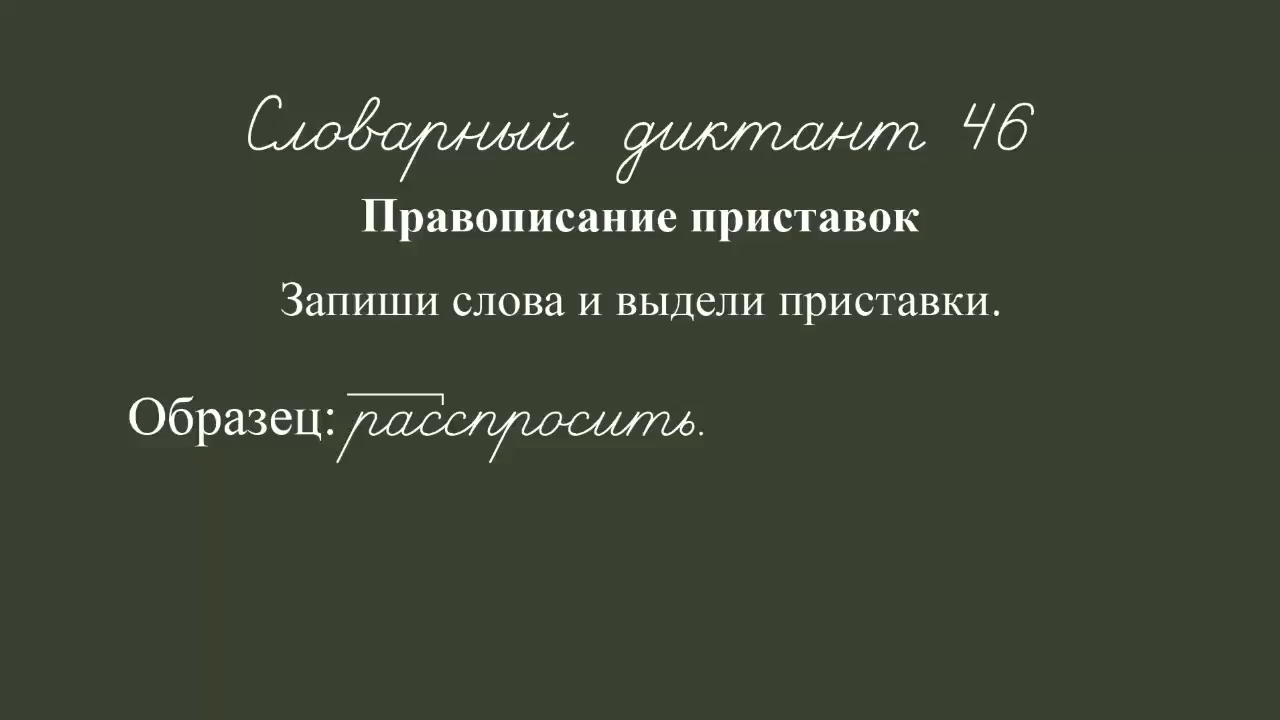 Словарный диктант 46
Правописание приставок
Запиши слова и выдели приставки.
Образец: расспросить.